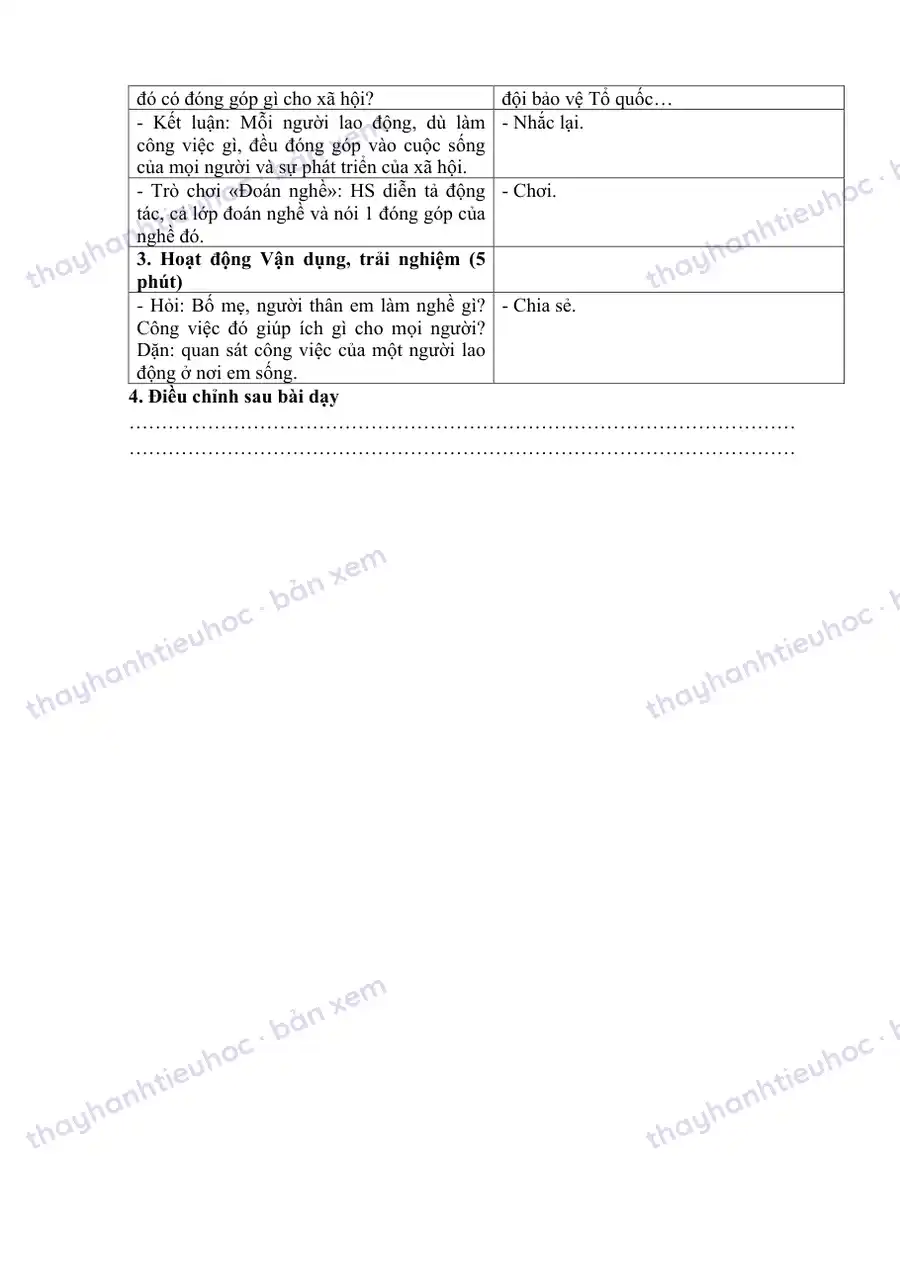 đó có đóng góp gì cho xã hội?
đội bảo vệ Tổ quốc…
- Kết luận: Mỗi người lao động, dù làm
công việc gì, đều đóng góp vào cuộc sống
của mọi người và sự phát triển của xã hội.
- Nhắc lại.
- Trò chơi «Đoán nghề»: HS diễn tả động
tác, cả lớp đoán nghề và nói 1 đóng góp của
nghề đó.
- Chơi.
3. Hoạt động Vận dụng, trải nghiệm (5
phút)
- Hỏi: Bố mẹ, người thân em làm nghề gì?
Công việc đó giúp ích gì cho mọi người?
Dặn: quan sát công việc của một người lao
động ở nơi em sống.
- Chia sẻ.
4. Điều chỉnh sau bài dạy
…………………………………………………………………………………………
…………………………………………………………………………………………
thayhanhtieuhoc · bản xem
thayhanhtieuhoc · b
thayhanhtieuhoc · bản xem
thayhanhtieuhoc · b
thayhanhtieuhoc · bản xem
thayhanhtieuhoc · b